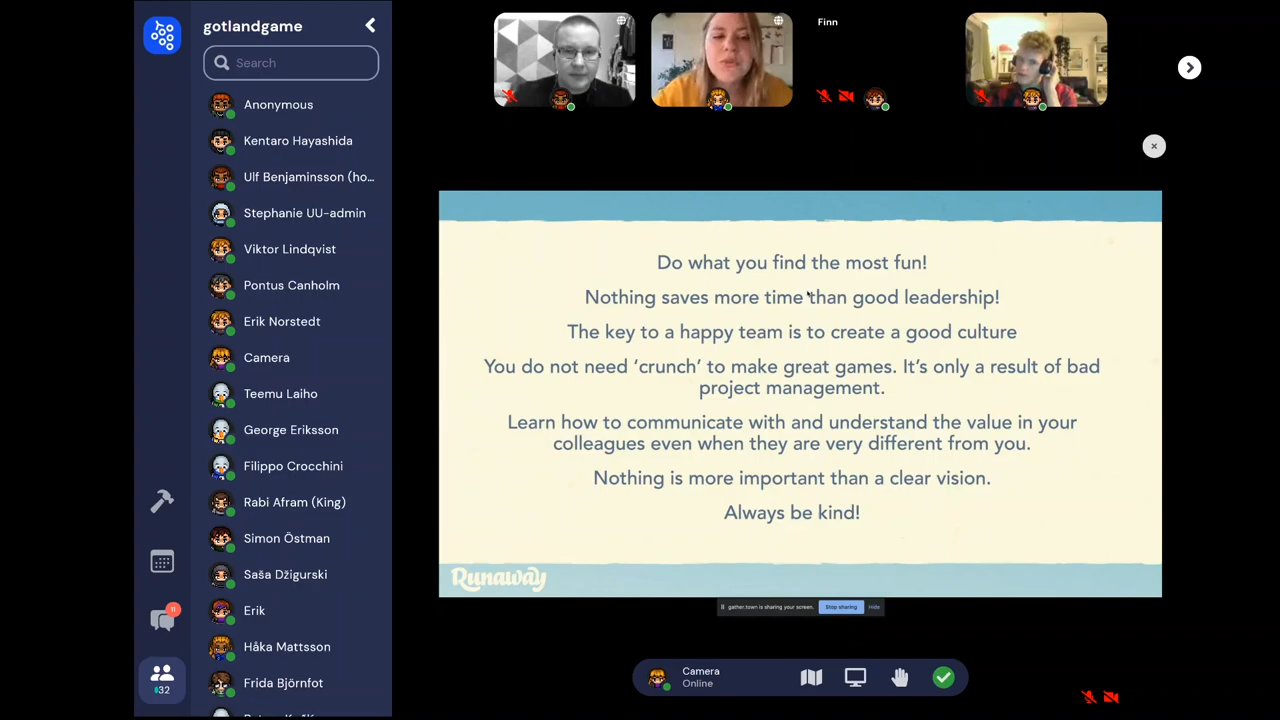 gotlandgame
Search
Anonymous
Kentaro Hayashida
Ulf Benjaminsson (ho...
Stephanie UU-admin
Viktor Lindqvist
Pontus Canholm
Erik Norstedt
Camera
Teemu Laiho
George Eriksson
Filippo Crocchini
Rabi Afram (King)
Simon Östman
Saša Džigurski
Erik
Håka Mattsson
Frida Björnfot
11
32
Finn
Do what you find the most fun!
Nothing saves more time than good leadership!
The key to a happy team is to create a good culture
You do not need ‘crunch’ to make great games. It’s only a result of bad
project management.
Learn how to communicate with and understand the value in your
colleagues even when they are very different from you.
Nothing is more important than a clear vision.
Always be kind!
Runaway
gather.town is sharing your screen. Stop sharing Hide
Camera
Online